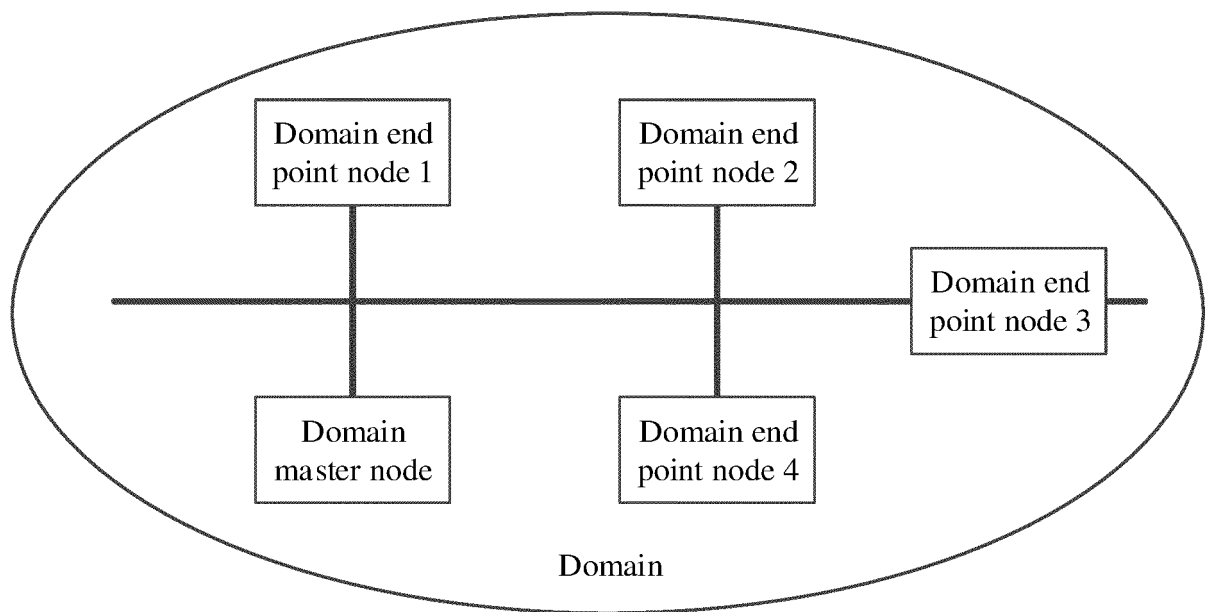 Domain end
point node 1
Domain end
point node 2
Domain end
point node 3
Domain
master node
Domain end
point node 4
Domain